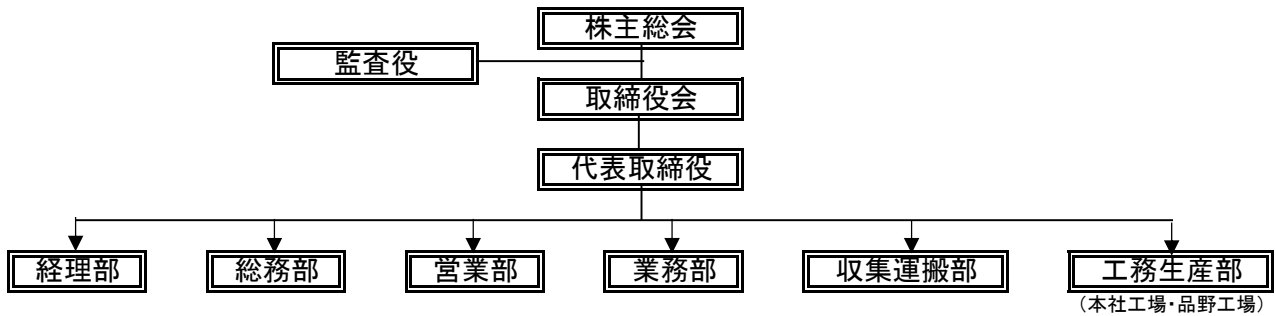 株主総会
監査役
取締役会
代表取締役
経理部
総務部
営業部
業務部
収集運搬部
工務生産部
（本社工場・品野工場）